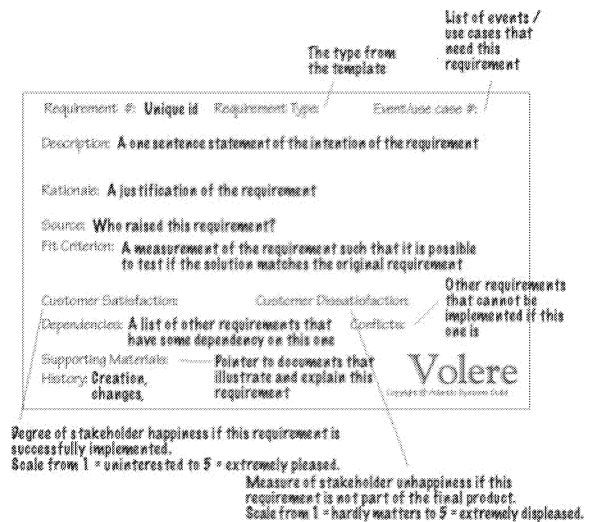 List of events /
use cases that
need this
requirement
The type from
the template
Requirement #: Unique id Requirement Type: Event/use case #:
Description: A one sentence statement of the intention of the requirement
Rationale: A justification of the requirement
Source: Who raised this requirement?
Fit Criterion: A measurement of the requirement such that it is possible
to test if the solution matches the original requirement
Other requirements
that cannot be
implemented if this
one is
Customer Satisfaction: Customer Dissatisfaction:
Dependencies: A list of other requirements that Conflicts:
have some dependency on this one
Supporting Materials: Pointer to documents that
illustrate and explain this
requirement
History: Creation,
changes,
Volere
Copyright © Atlantic Systems Guild
Degree of stakeholder happiness if this requirement is
successfully implemented.
Scale from 1 = uninterested to 5 = extremely pleased.
Measure of stakeholder unhappiness if this
requirement is not part of the final product.
Scale from 1 = hardly matters to 5 = extremely displeased.